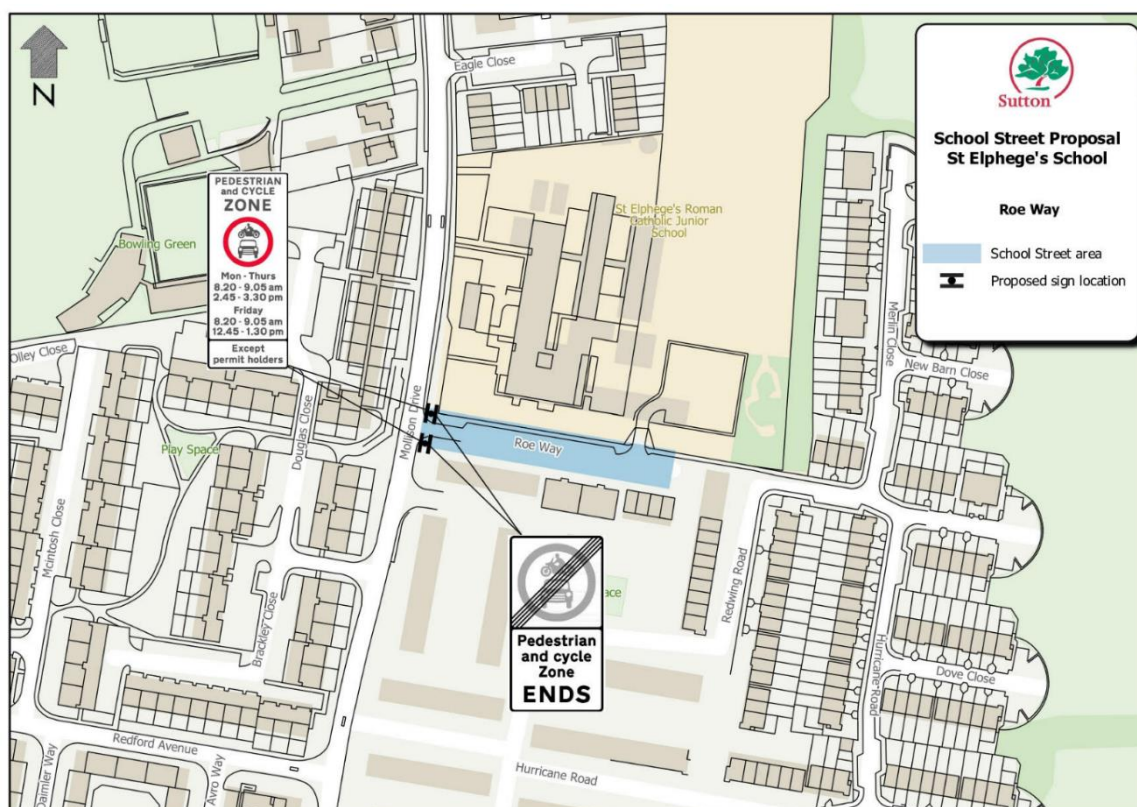 N
Eagle Close
Sutton
School Street Proposal
St Elphege's School
Roe Way
School Street area
Proposed sign location
PEDESTRIAN
and CYCLE
ZONE
Mon - Thurs
8.20 - 9.05 am
2.45 - 3.30 pm
Friday
8.20 - 9.05 am
12.45 - 1.30 pm
Except
permit holders
Bowling Green
St Elphege's Roman
Catholic Junior
School
Olley Close
Merlin Close
New Barn Close
Mollison Drive
Douglas Close
Play Space
Roe Way
McIntosh Close
Redwing Road
Pedestrian
and cycle
Zone
ENDS
Brackley Close
Hurricane Road
Dove Close
Redford Avenue
Daimler Way
Avro Way
Hurricane Road